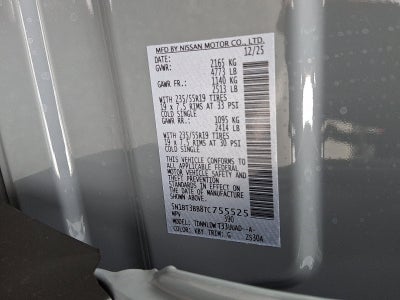 MFD BY NISSAN MOTOR CO., LTD.
DATE: 12/25
GVWR: 2165 KG
4773 LB
GAWR FR.: 1140 KG
2513 LB
WITH 235/55R19 TIRES
19 x 7.5 RIMS AT 33 PSI
COLD SINGLE
GAWR RR.: 1095 KG
2414 LB
WITH 235/55R19 TIRES
19 x 7.5 RIMS AT 30 PSI
COLD SINGLE
THIS VEHICLE CONFORMS TO
ALL APPLICABLE FEDERAL
MOTOR VEHICLE SAFETY AND
THEFT PREVENTION
STANDARDS IN EFFECT ON
THE DATE OF MANUFACTURE
SHOWN ABOVE.
5N1BT3BB8TC755525
MPV 590
MODEL:
COLOR: KBY TRIM: G 2530A